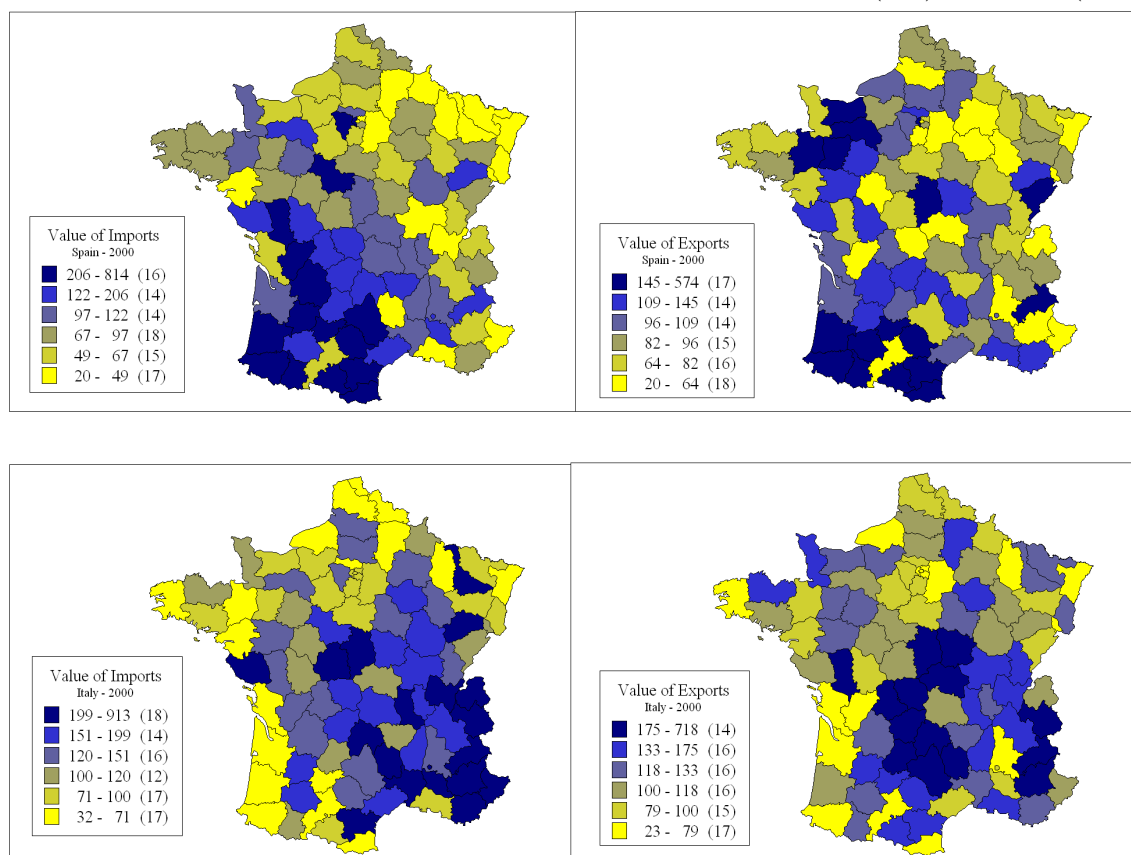 Value of Imports
Spain - 2000
206 - 814 (16)
122 - 206 (14)
97 - 122 (14)
67 - 97 (18)
49 - 67 (15)
20 - 49 (17)
Value of Exports
Spain - 2000
145 - 574 (17)
109 - 145 (14)
96 - 109 (14)
82 - 96 (15)
64 - 82 (16)
20 - 64 (18)
Value of Imports
Italy - 2000
199 - 913 (18)
151 - 199 (14)
120 - 151 (16)
100 - 120 (12)
71 - 100 (17)
32 - 71 (17)
Value of Exports
Italy - 2000
175 - 718 (14)
133 - 175 (16)
118 - 133 (16)
100 - 118 (16)
79 - 100 (15)
23 - 79 (17)